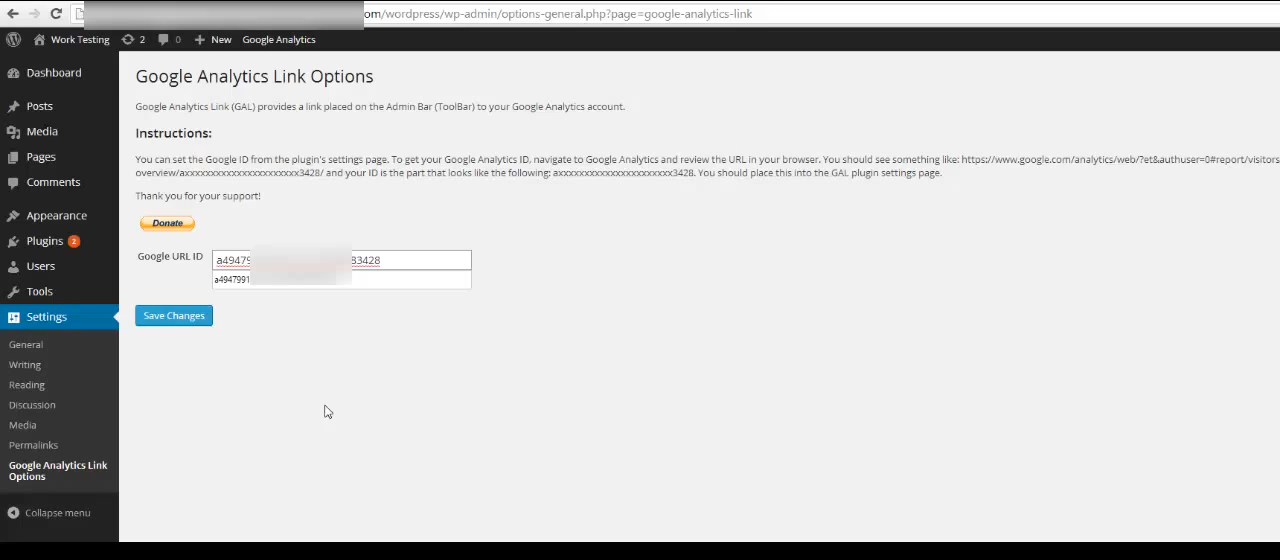 com/wordpress/wp-admin/options-general.php?page=google-analytics-link
Work Testing 2 0 New Google Analytics
Dashboard
Posts
Media
Pages
Comments
Appearance
Plugins 2
Users
Tools
Settings
General
Writing
Reading
Discussion
Media
Permalinks
Google Analytics Link
Options
Collapse menu
Google Analytics Link Options
Google Analytics Link (GAL) provides a link placed on the Admin Bar (ToolBar) to your Google Analytics account.
Instructions:
You can set the Google ID from the plugin's settings page. To get your Google Analytics ID, navigate to Google Analytics and review the URL in your browser. You should see something like: https://www.google.com/analytics/web/?et&authuser=0#report/visitors
overview/axxxxxxxxxxxxxxxxxxxxxxx3428/ and your ID is the part that looks like the following: axxxxxxxxxxxxxxxxxxxxxxx3428. You should place this into the GAL plugin settings page.
Thank you for your support!
Donate
Google URL ID a49479 83428
a4947991
Save Changes